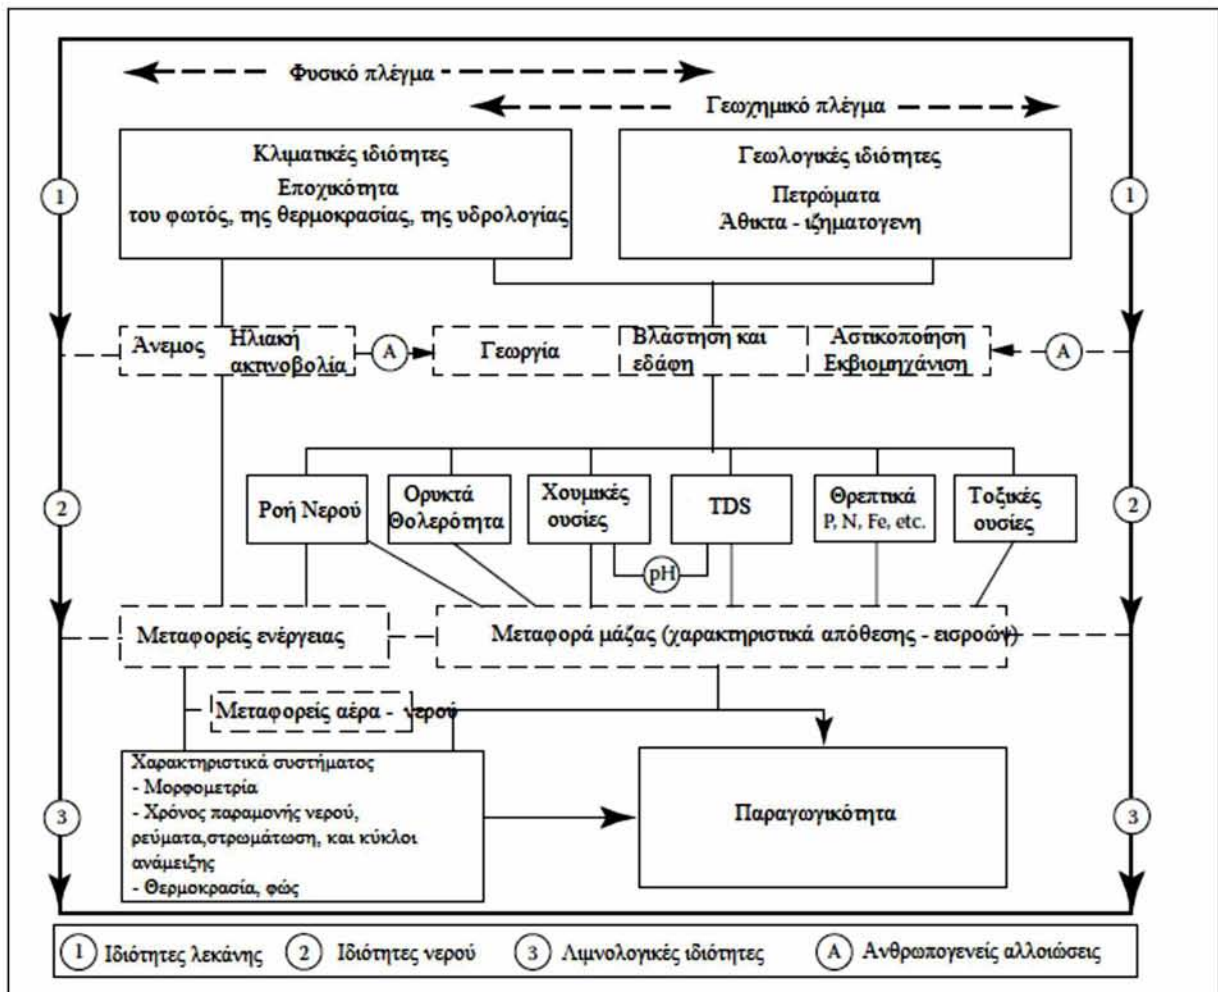 Φυσικό πλέγμα
Γεωχημικό πλέγμα
Κλιματικές ιδιότητες
Εποχικότητα
του φωτός, της θερμοκρασίας, της υδρολογίας
Γεωλογικές ιδιότητες
Πετρώματα
Άθικτα - ιζηματογενη
1
1
Άνεμος
Ηλιακή
ακτινοβολία
A
Γεωργία
Βλάστηση και
εδάφη
Αστικοποίηση
Εκβιομηχάνιση
A
2
Ροή Νερού
Ορυκτά
Θολερότητα
Χουμικές
ουσίες
TDS
Θρεπτικά
P, N, Fe, etc.
Τοξικές
ουσίες
2
pH
Μεταφορείς ενέργειας
Μεταφορά μάζας (χαρακτηριστικά απόθεσης - εισροών)
Μεταφορείς αέρα - νερού
Χαρακτηριστικά συστήματος
- Μορφομετρία
- Χρόνος παραμονής νερού,
ρεύματα,στρωμάτωση, και κύκλοι
ανάμειξης
- Θερμοκρασία, φώς
3
Παραγωγικότητα
3
1 Ιδιότητες λεκάνης 2 Ιδιότητες νερού 3 Λιμνολογικές ιδιότητες A Ανθρωπογενείς αλλοιώσεις